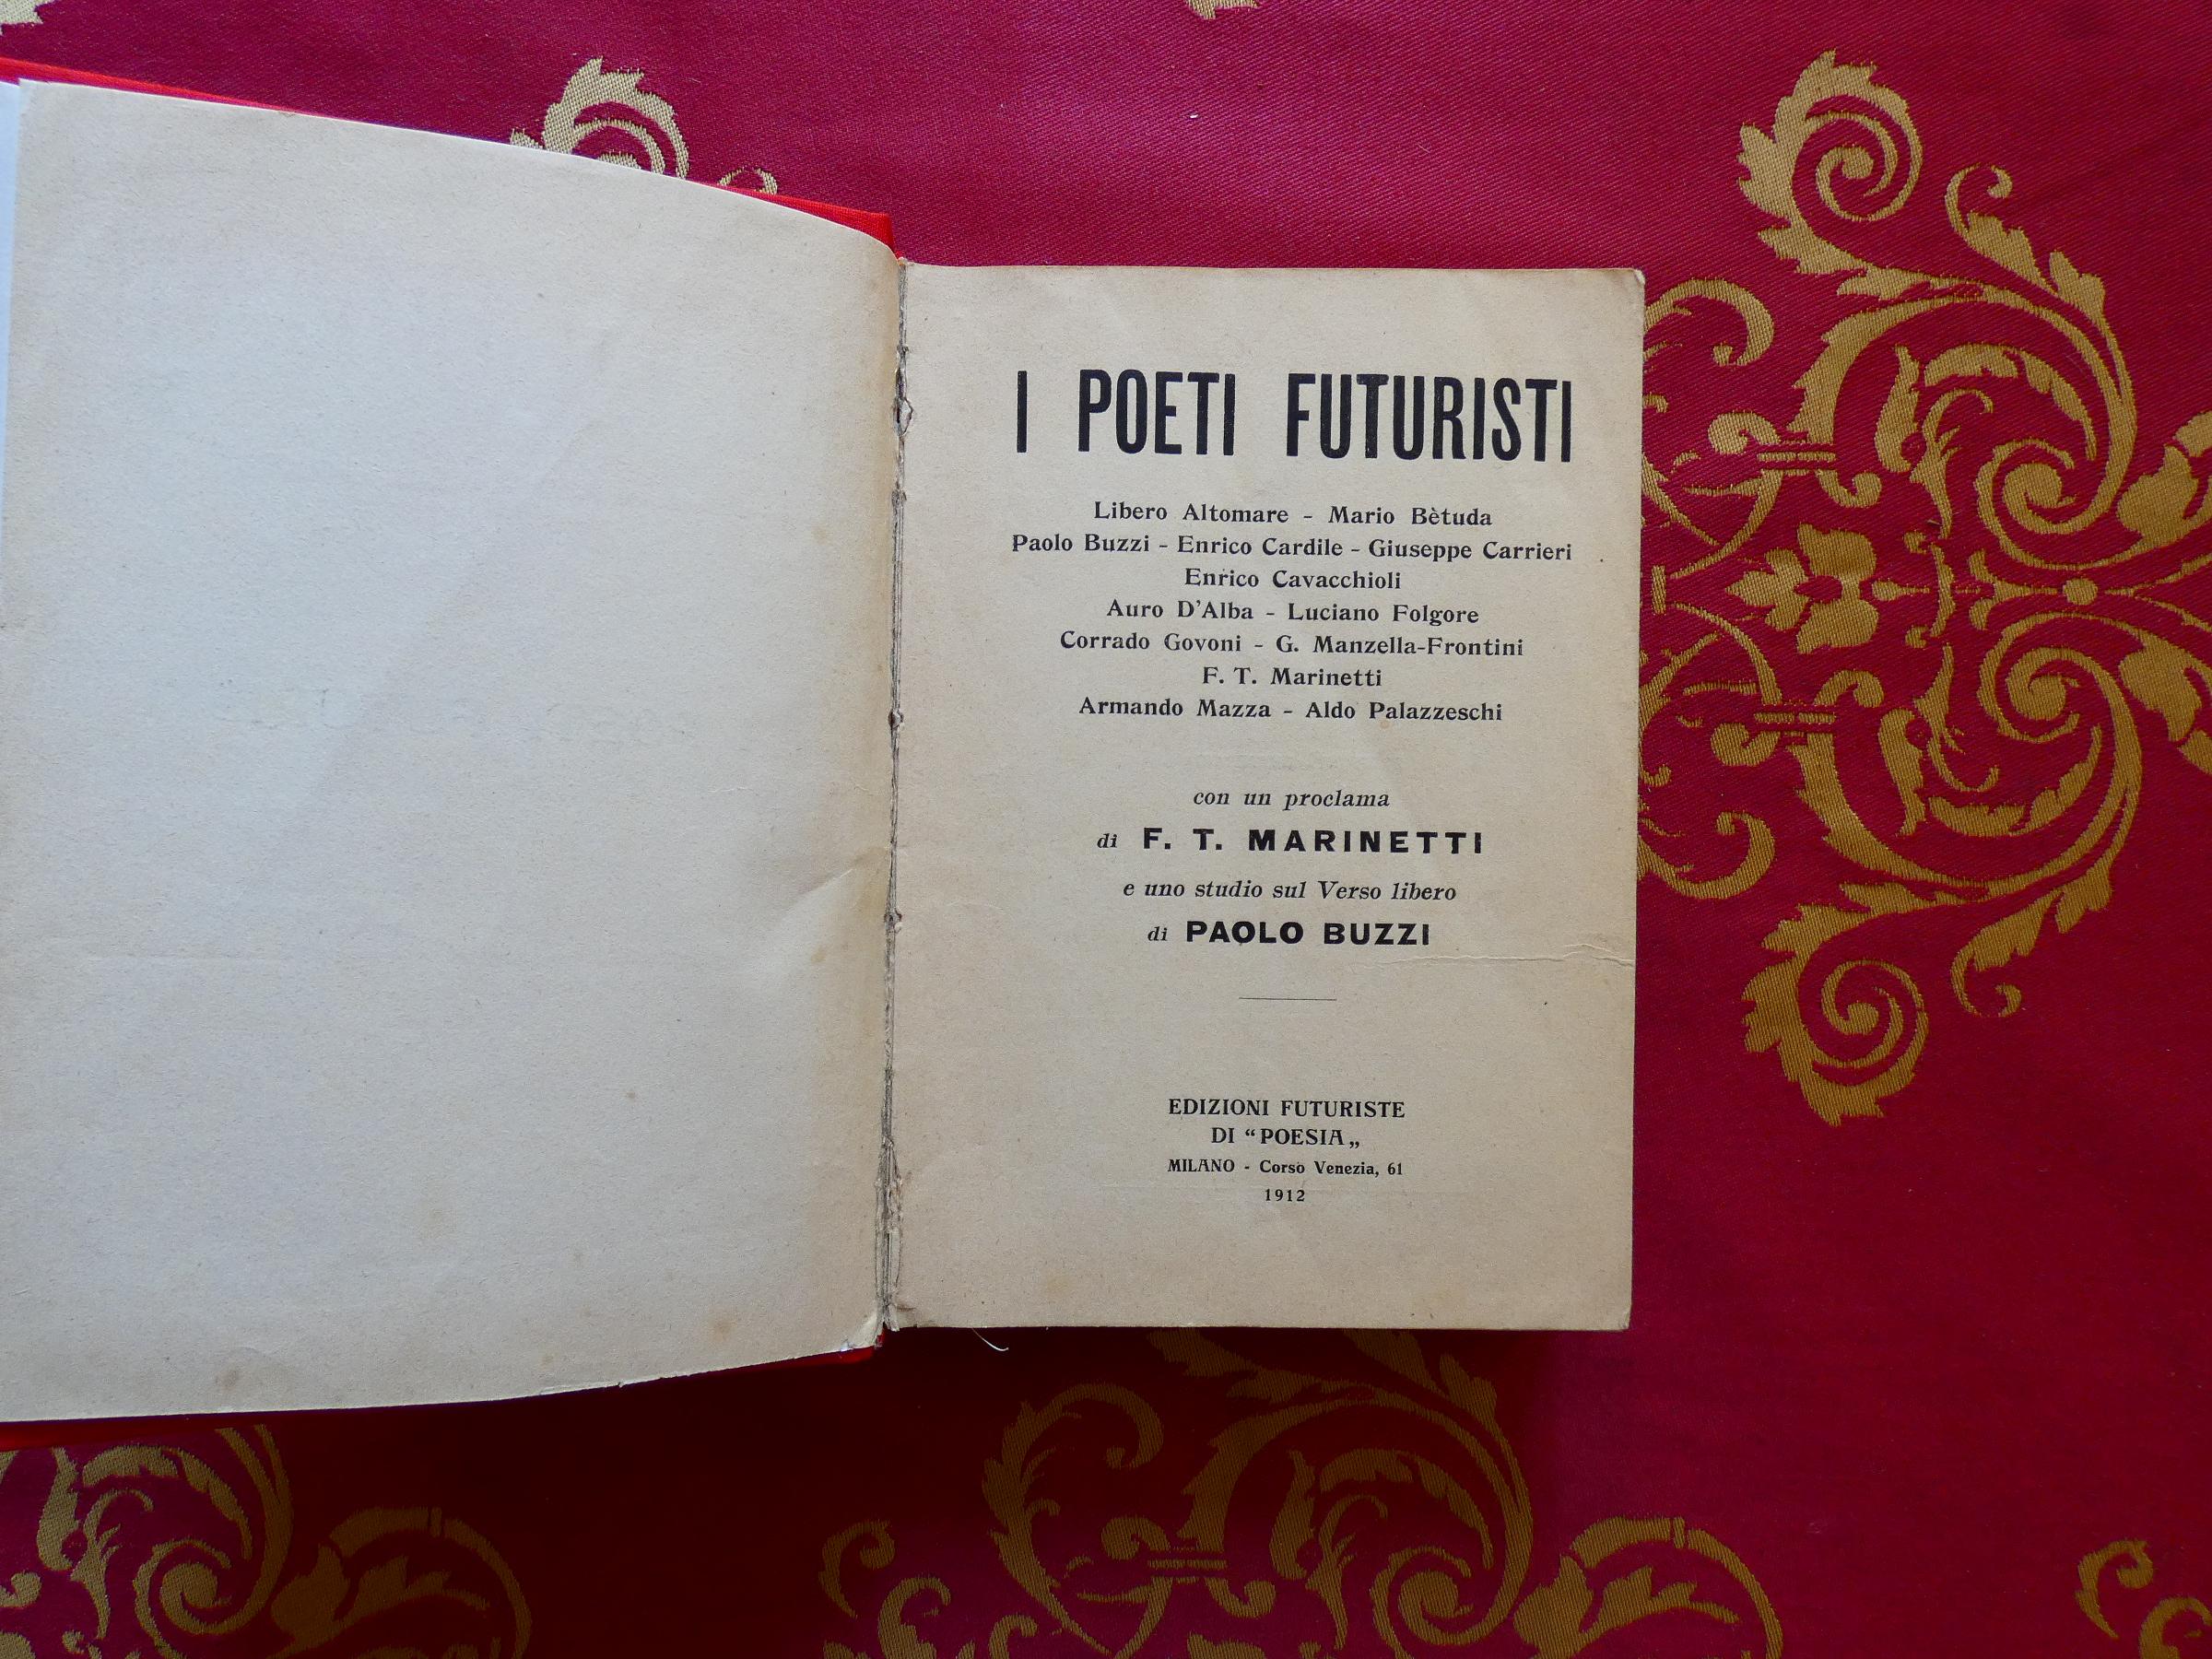 I POETI FUTURISTI
Libero Altomare - Mario Bètuda
Paolo Buzzi - Enrico Cardile - Giuseppe Carrieri
Enrico Cavacchioli
Auro D'Alba - Luciano Folgore
Corrado Govoni - G. Manzella-Frontini
F. T. Marinetti
Armando Mazza - Aldo Palazzeschi
con un proclama
di F. T. MARINETTI
e uno studio sul Verso libero
di PAOLO BUZZI
EDIZIONI FUTURISTE
DI “POESIA„
MILANO - Corso Venezia, 61
1912